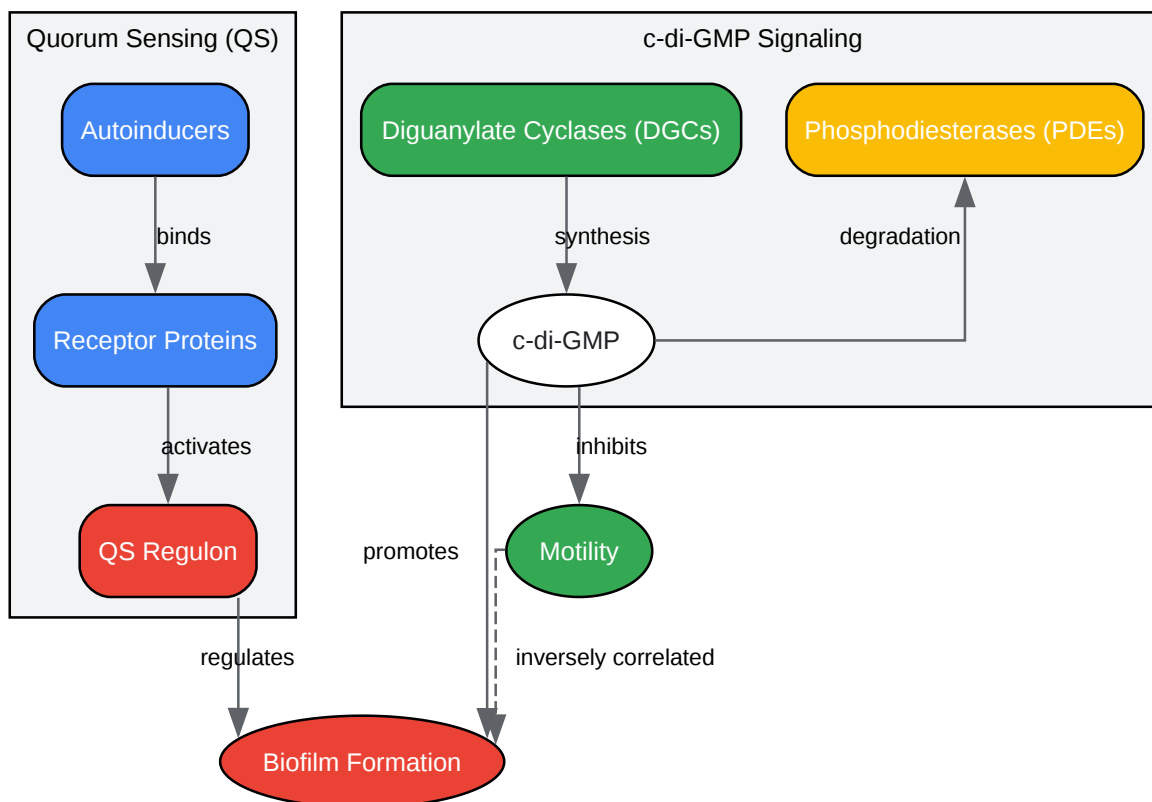 Quorum Sensing (QS)
c-di-GMP Signaling
Autoinducers
Diguanylate Cyclases (DGCs)
Phosphodiesterases (PDEs)
binds
synthesis
degradation
Receptor Proteins
c-di-GMP
activates
inhibits
QS Regulon
promotes
Motility
regulates
inversely correlated
Biofilm Formation